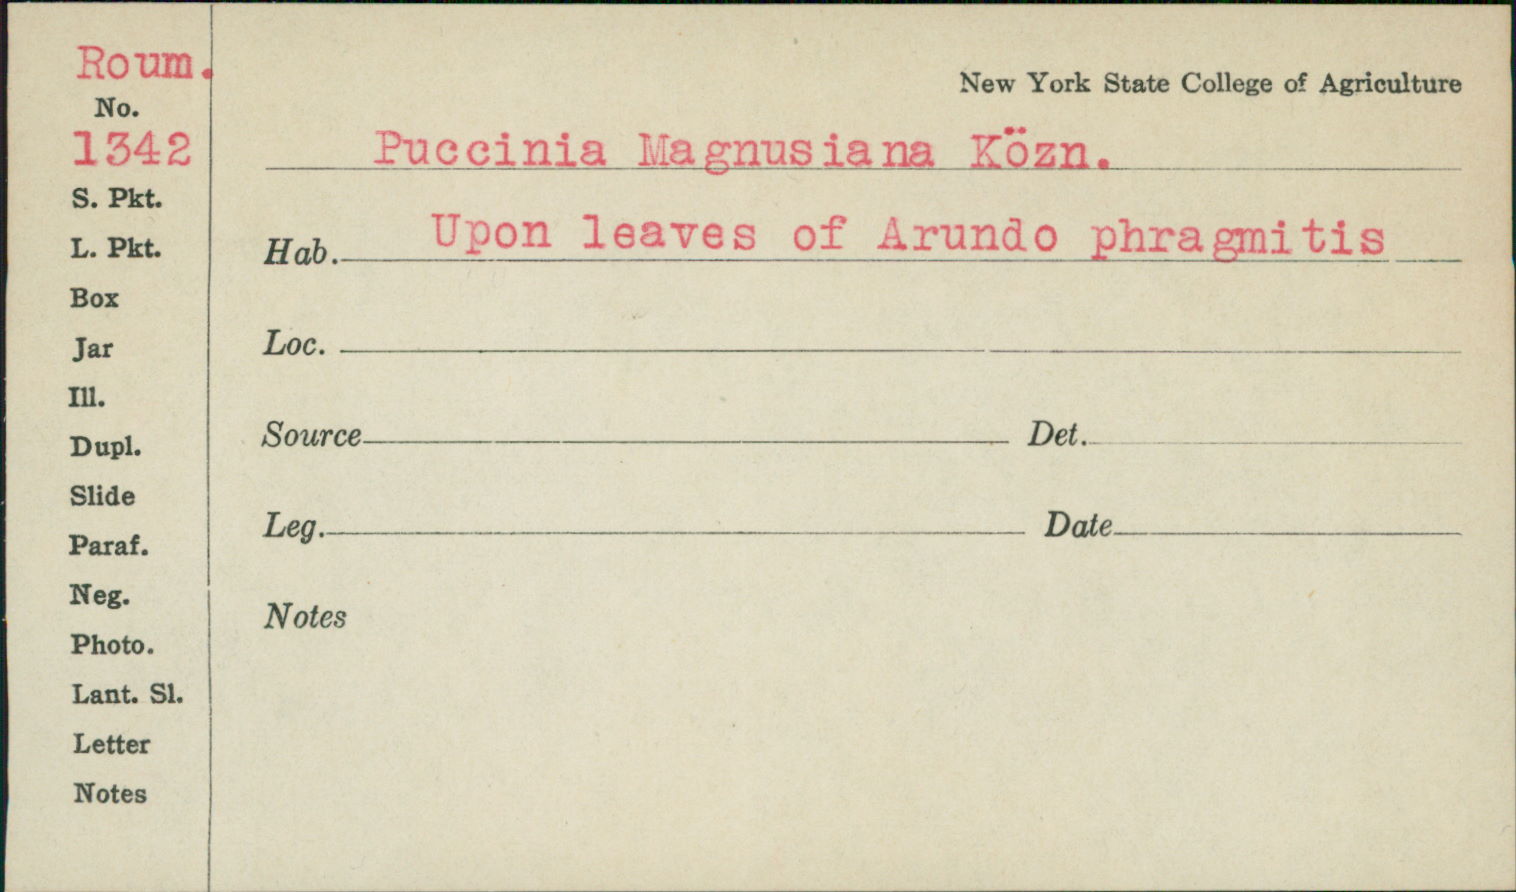 Roum.
No.
1342
S. Pkt.
L. Pkt.
Box
Jar
Ill.
Dupl.
Slide
Paraf.
Neg.
Photo.
Lant. Sl.
Letter
Notes
New York State College of Agriculture
Puccinia Magnusiana Közn.
Hab. Upon leaves of Arundo phragmitis
Loc.
Source Det.
Leg. Date
Notes